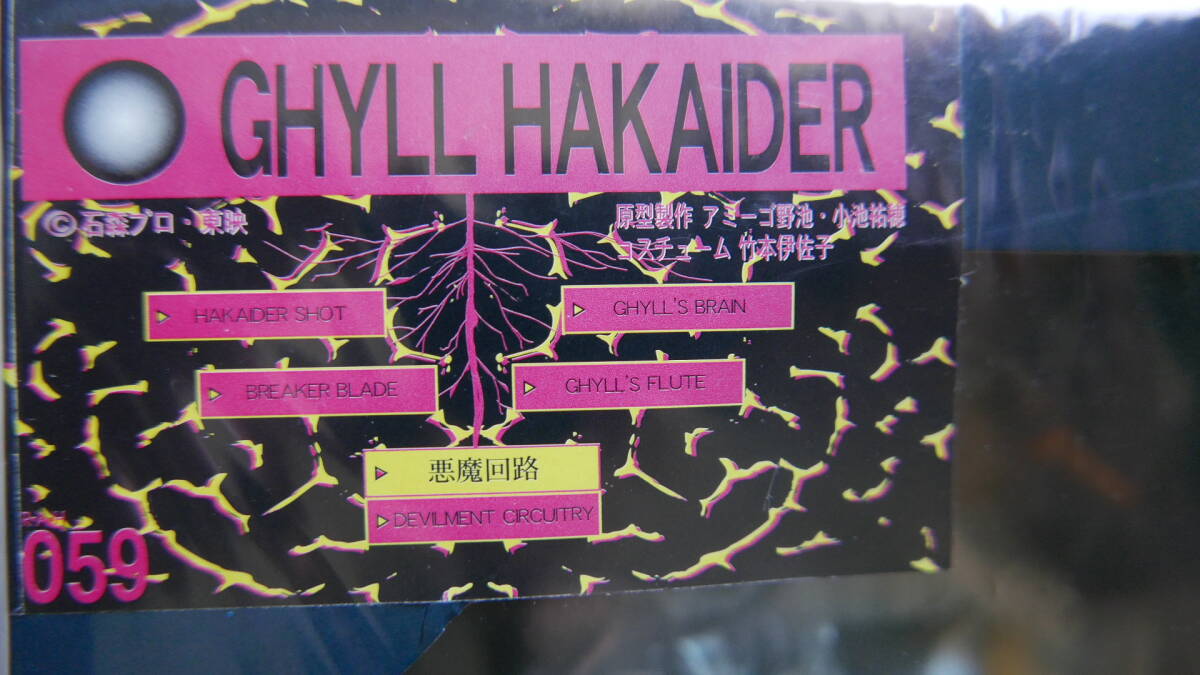 GHYLL HAKAIDER
©石森プロ・東映
原型製作 アミーゴ野池・小池祐穂
コスチューム 竹本伊佐子
HAKAIDER SHOT
GHYLL'S BRAIN
BREAKER BLADE
GHYLL'S FLUTE
悪魔回路
DEVILMENT CIRCUITRY
R・A・H
059